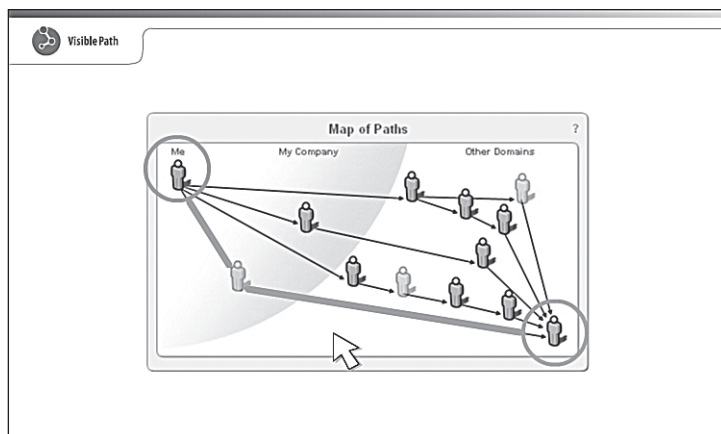 Visible Path
Map of Paths
?
Me
My Company
Other Domains